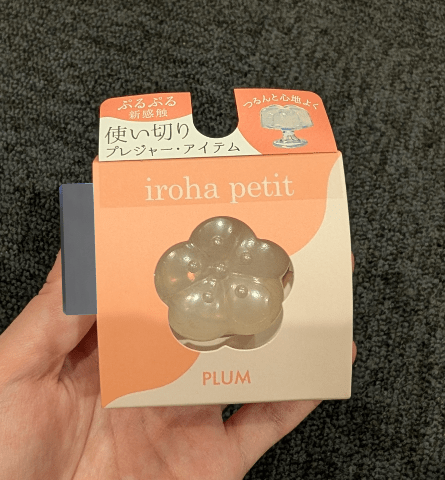 ぷるぷる
新感触
使い切り
プレジャー・アイテム
つるんと心地よく
iroha petit
PLUM